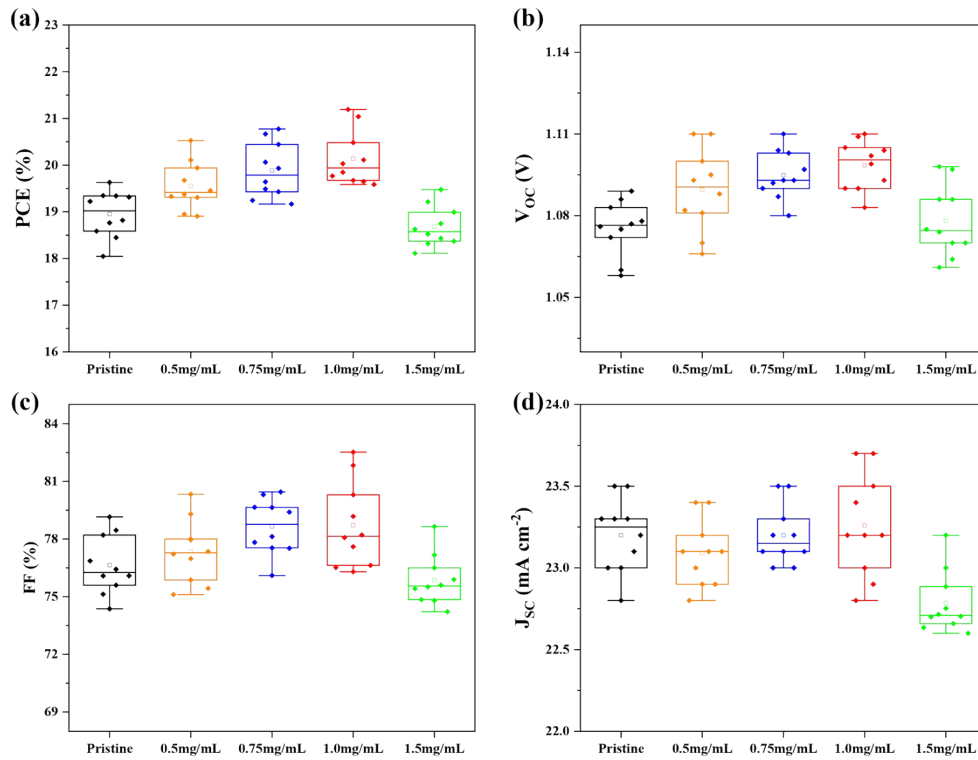 (a)
PCE (%)
23
22
21
20
19
18
17
16
Pristine 0.5mg/mL 0.75mg/mL 1.0mg/mL 1.5mg/mL
(b)
V_OC (V)
1.14
1.11
1.08
1.05
Pristine 0.5mg/mL 0.75mg/mL 1.0mg/mL 1.5mg/mL
(c)
FF (%)
84
81
78
75
72
69
Pristine 0.5mg/mL 0.75mg/mL 1.0mg/mL 1.5mg/mL
(d)
J_SC (mA cm⁻²)
24.0
23.5
23.0
22.5
22.0
Pristine 0.5mg/mL 0.75mg/mL 1.0mg/mL 1.5mg/mL